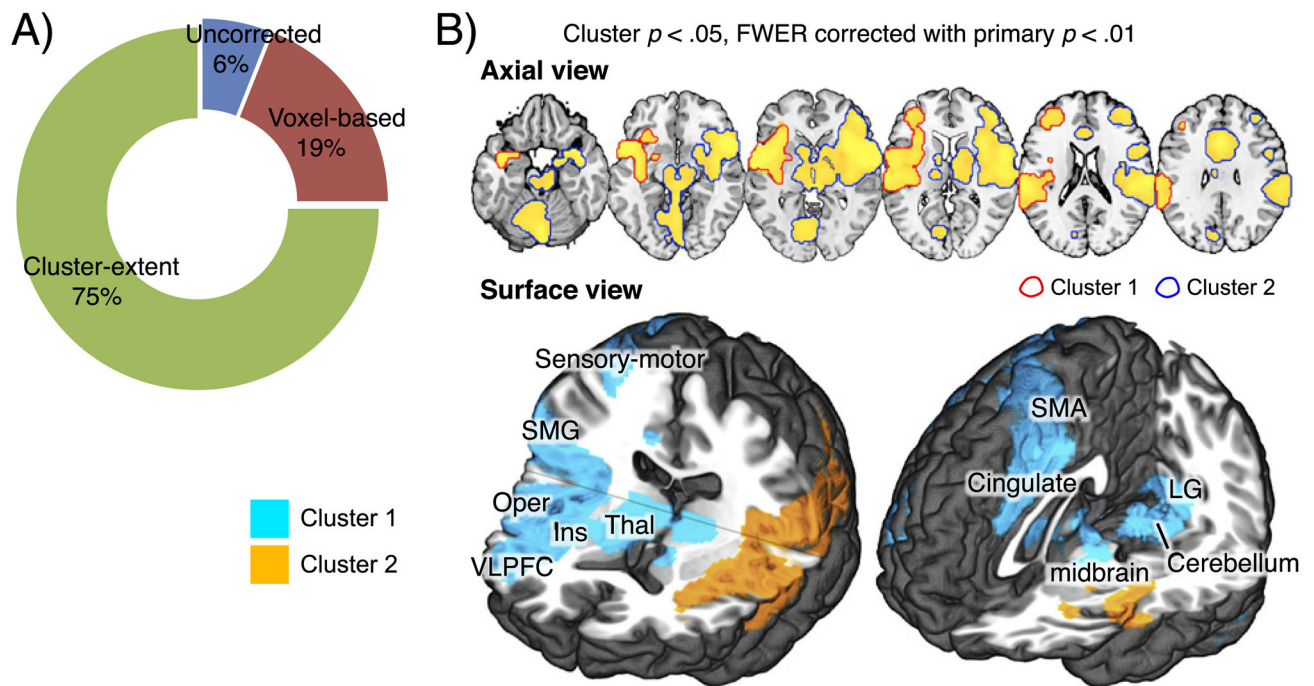 A)
Uncorrected
6%
Voxel-based
19%
Cluster-extent
75%
Cluster 1
Cluster 2
B)
Cluster p < .05, FWER corrected with primary p < .01
Axial view
Cluster 1 Cluster 2
Surface view
Sensory-motor
SMG
Oper
Ins
Thal
VLPFC
SMA
Cingulate
LG
midbrain
Cerebellum